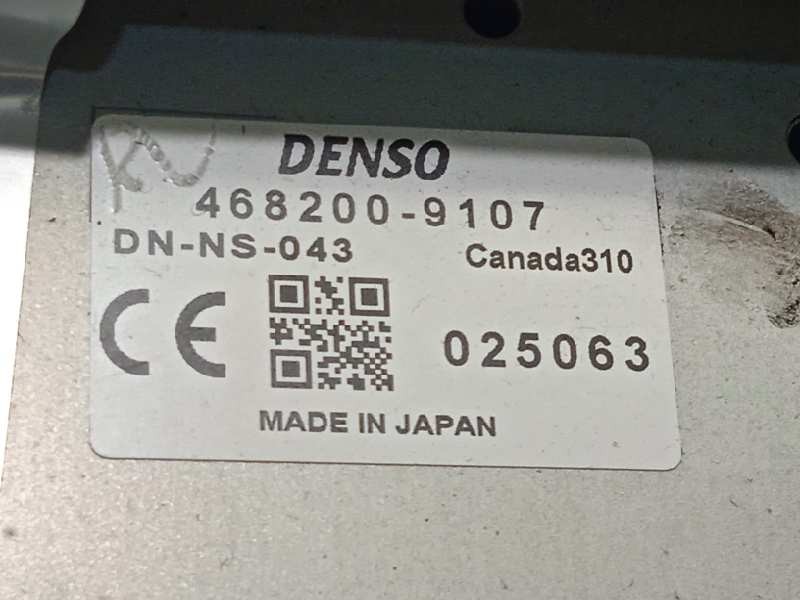 DENSO
468200-9107
DN-NS-043 Canada310
CE 025063
MADE IN JAPAN